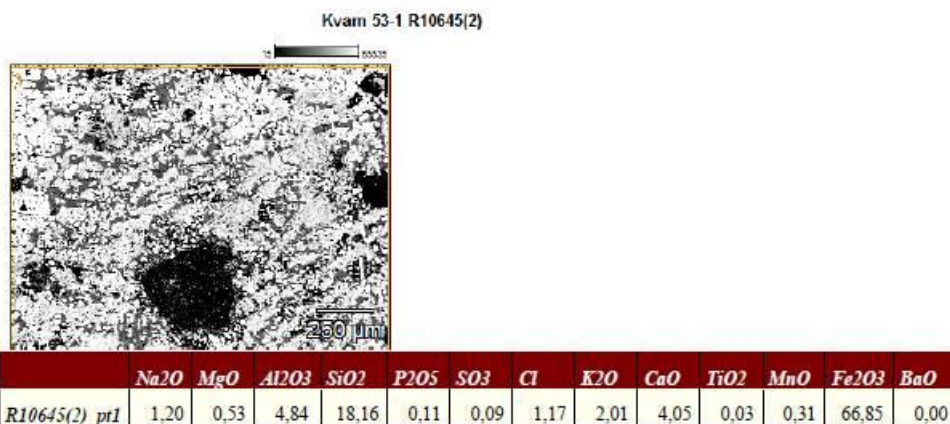 Kvam 53-1 R10645(2)
250 µm
Na2O MgO Al2O3 SiO2 P2O5 SO3 Cl K2O CaO TiO2 MnO Fe2O3 BaO
R10645(2)_pt1 1,20 0,53 4,84 18,16 0,11 0,09 1,17 2,01 4,05 0,03 0,31 66,85 0,00